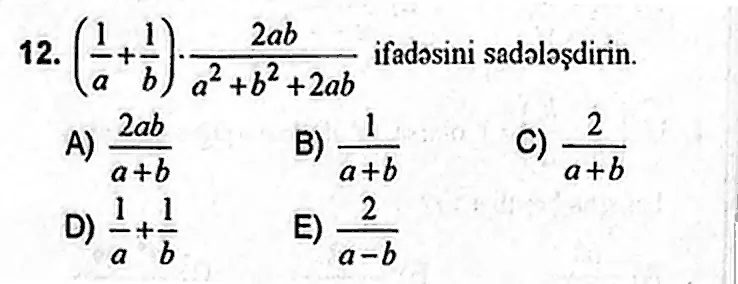 12. (1/a + 1/b) · 2ab/(a² + b² + 2ab) ifadəsini sadələşdirin.
A) 2ab/(a+b) B) 1/(a+b) C) 2/(a+b)
D) 1/a + 1/b E) 2/(a−b)